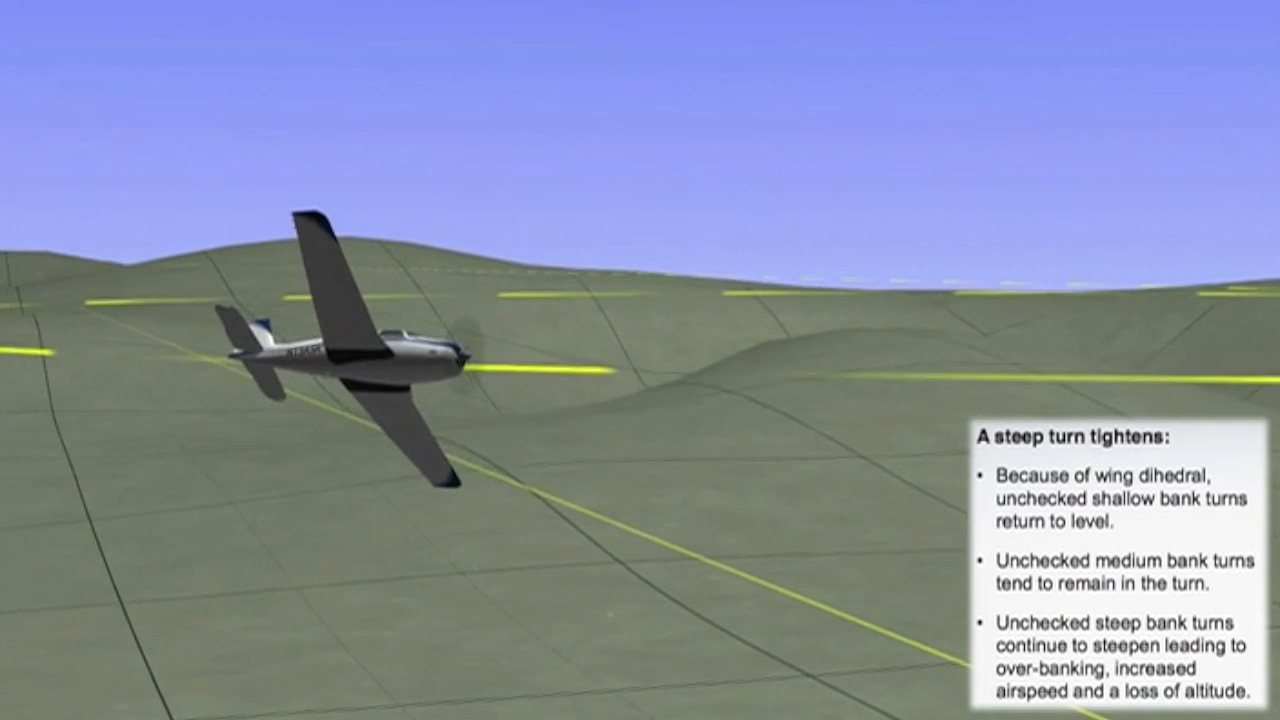 A steep turn tightens:
• Because of wing dihedral,
unchecked shallow bank turns
return to level.
• Unchecked medium bank turns
tend to remain in the turn.
• Unchecked steep bank turns
continue to steepen leading to
over-banking, increased
airspeed and a loss of altitude.